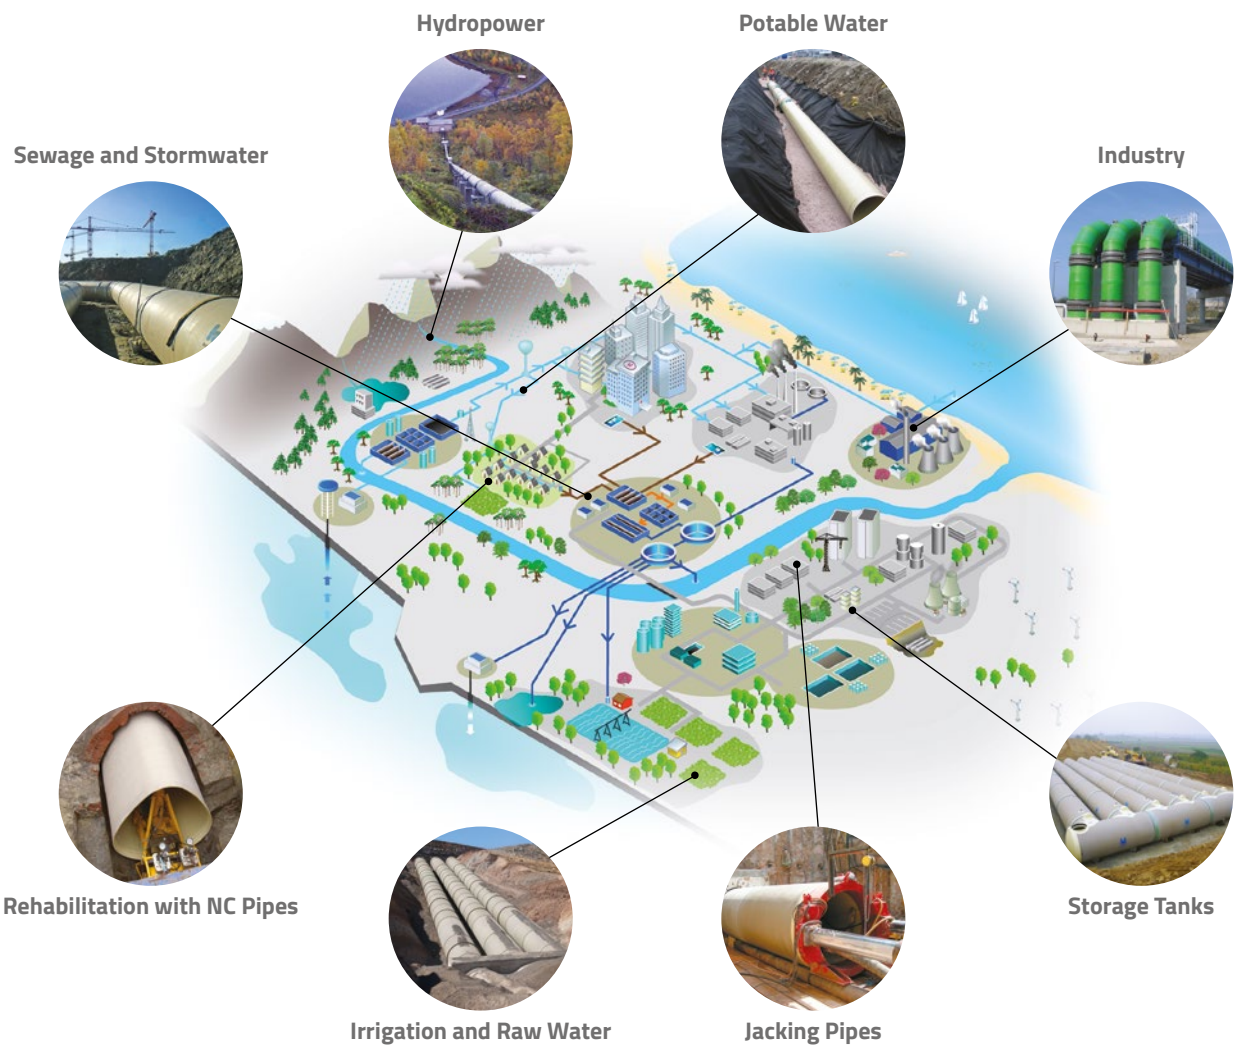 Hydropower
Potable Water
Sewage and Stormwater
Industry
Rehabilitation with NC Pipes
Storage Tanks
Irrigation and Raw Water
Jacking Pipes